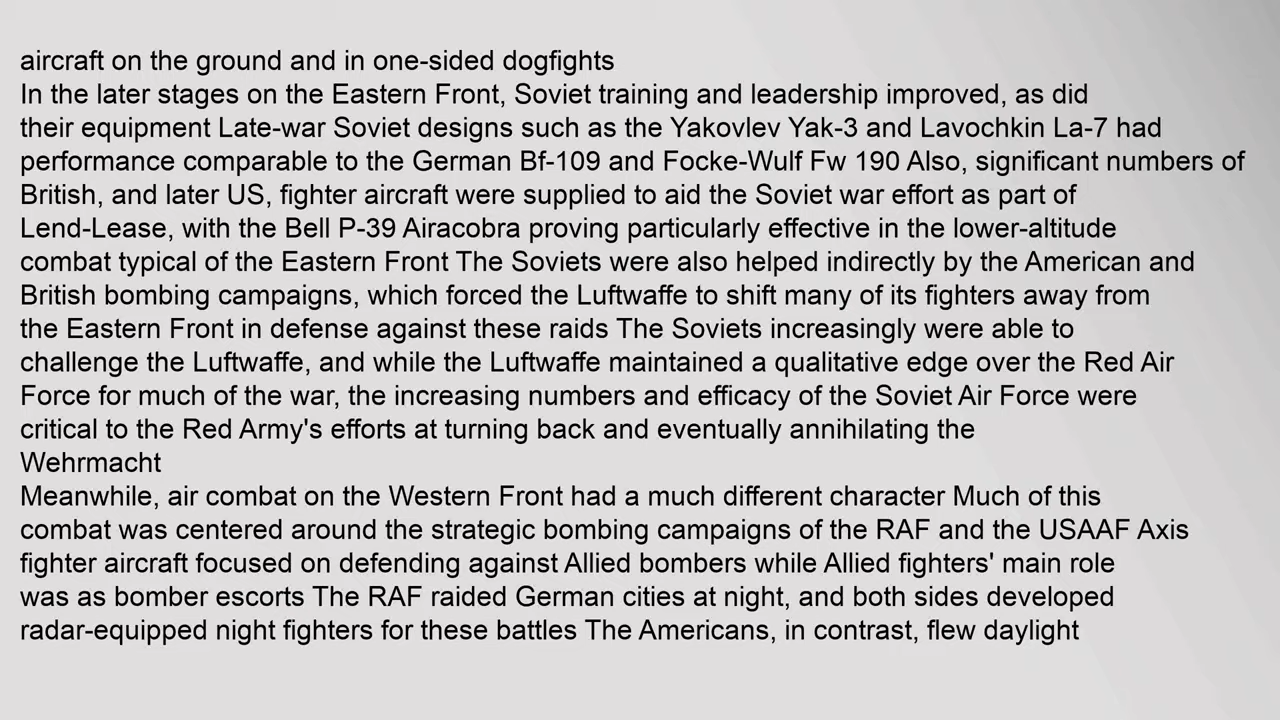 aircraft on the ground and in one-sided dogfights
In the later stages on the Eastern Front, Soviet training and leadership improved, as did
their equipment Late-war Soviet designs such as the Yakovlev Yak-3 and Lavochkin La-7 had
performance comparable to the German Bf-109 and Focke-Wulf Fw 190 Also, significant numbers of
British, and later US, fighter aircraft were supplied to aid the Soviet war effort as part of
Lend-Lease, with the Bell P-39 Airacobra proving particularly effective in the lower-altitude
combat typical of the Eastern Front The Soviets were also helped indirectly by the American and
British bombing campaigns, which forced the Luftwaffe to shift many of its fighters away from
the Eastern Front in defense against these raids The Soviets increasingly were able to
challenge the Luftwaffe, and while the Luftwaffe maintained a qualitative edge over the Red Air
Force for much of the war, the increasing numbers and efficacy of the Soviet Air Force were
critical to the Red Army's efforts at turning back and eventually annihilating the
Wehrmacht
Meanwhile, air combat on the Western Front had a much different character Much of this
combat was centered around the strategic bombing campaigns of the RAF and the USAAF Axis
fighter aircraft focused on defending against Allied bombers while Allied fighters' main role
was as bomber escorts The RAF raided German cities at night, and both sides developed
radar-equipped night fighters for these battles The Americans, in contrast, flew daylight